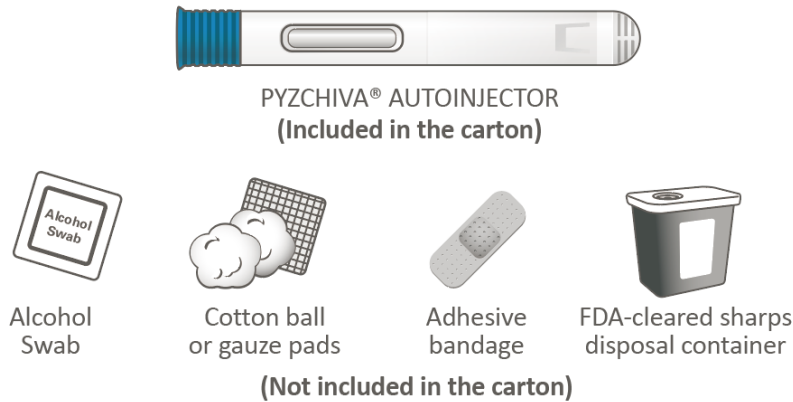 PYZCHIVA® AUTOINJECTOR
(Included in the carton)
Alcohol
Swab
Alcohol
Swab
Cotton ball
or gauze pads
Adhesive
bandage
FDA-cleared sharps
disposal container
(Not included in the carton)